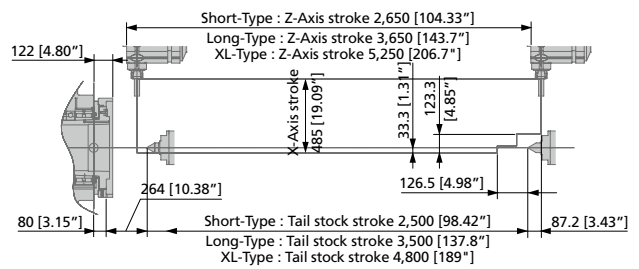 Short-Type : Z-Axis stroke 2,650 [104.33”]
Long-Type : Z-Axis stroke 3,650 [143.7”]
XL-Type : Z-Axis stroke 5,250 [206.7"]
122 [4.80”]
X-Axis stroke
485 [19.09”]
33.3 [1.31”]
123.3
[4.85”]
126.5 [4.98”]
264 [10.38”]
80 [3.15”]
Short-Type : Tail stock stroke 2,500 [98.42”]
87.2 [3.43”]
Long-Type : Tail stock stroke 3,500 [137.8”]
XL-Type : Tail stock stroke 4,800 [189"]